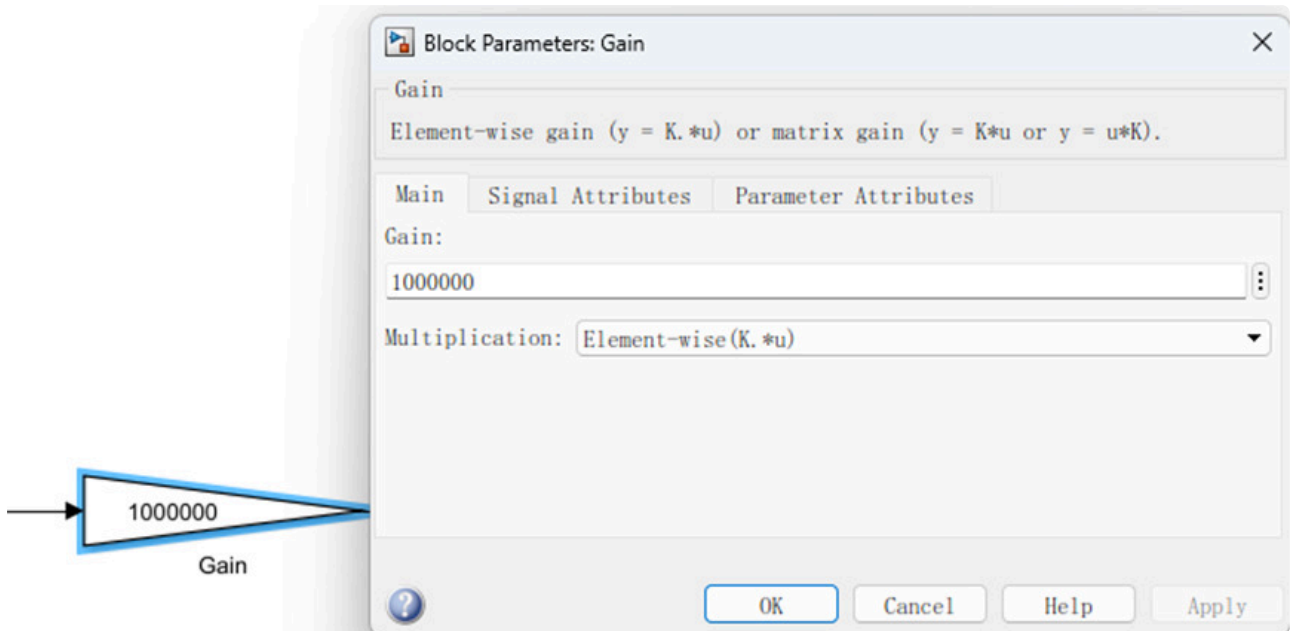 Block Parameters: Gain
Gain
Element-wise gain (y = K.*u) or matrix gain (y = K*u or y = u*K).
Main Signal Attributes Parameter Attributes
Gain:
1000000
Multiplication: Element-wise(K.*u)
1000000
Gain
? OK Cancel Help Apply